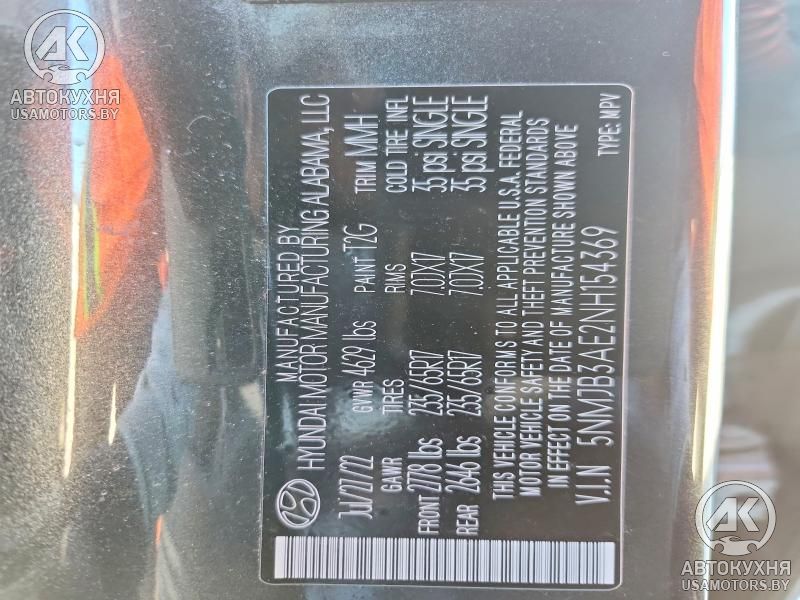 MANUFACTURED BY
HYUNDAI MOTOR MANUFACTURING ALABAMA, LLC
Jul/27/22 GVWR 4629 lbs PAINT T2G TRIM MMH
GAWR TIRES RIMS COLD TIRE INFL
FRONT 2778 lbs 235/65R17 7.0JX17 35 psi SINGLE
REAR 2646 lbs 235/65R17 7.0JX17 35 psi SINGLE
THIS VEHICLE CONFORMS TO ALL APPLICABLE U.S.A. FEDERAL
MOTOR VEHICLE SAFETY AND THEFT PREVENTION STANDARDS
IN EFFECT ON THE DATE OF MANUFACTURE SHOWN ABOVE
V.I.N 5NMJB3AE2NH154369 TYPE: MPV
АК
АВТОКУХНЯ
USAMOTORS.BY
АК
АВТОКУХНЯ
USAMOTORS.BY